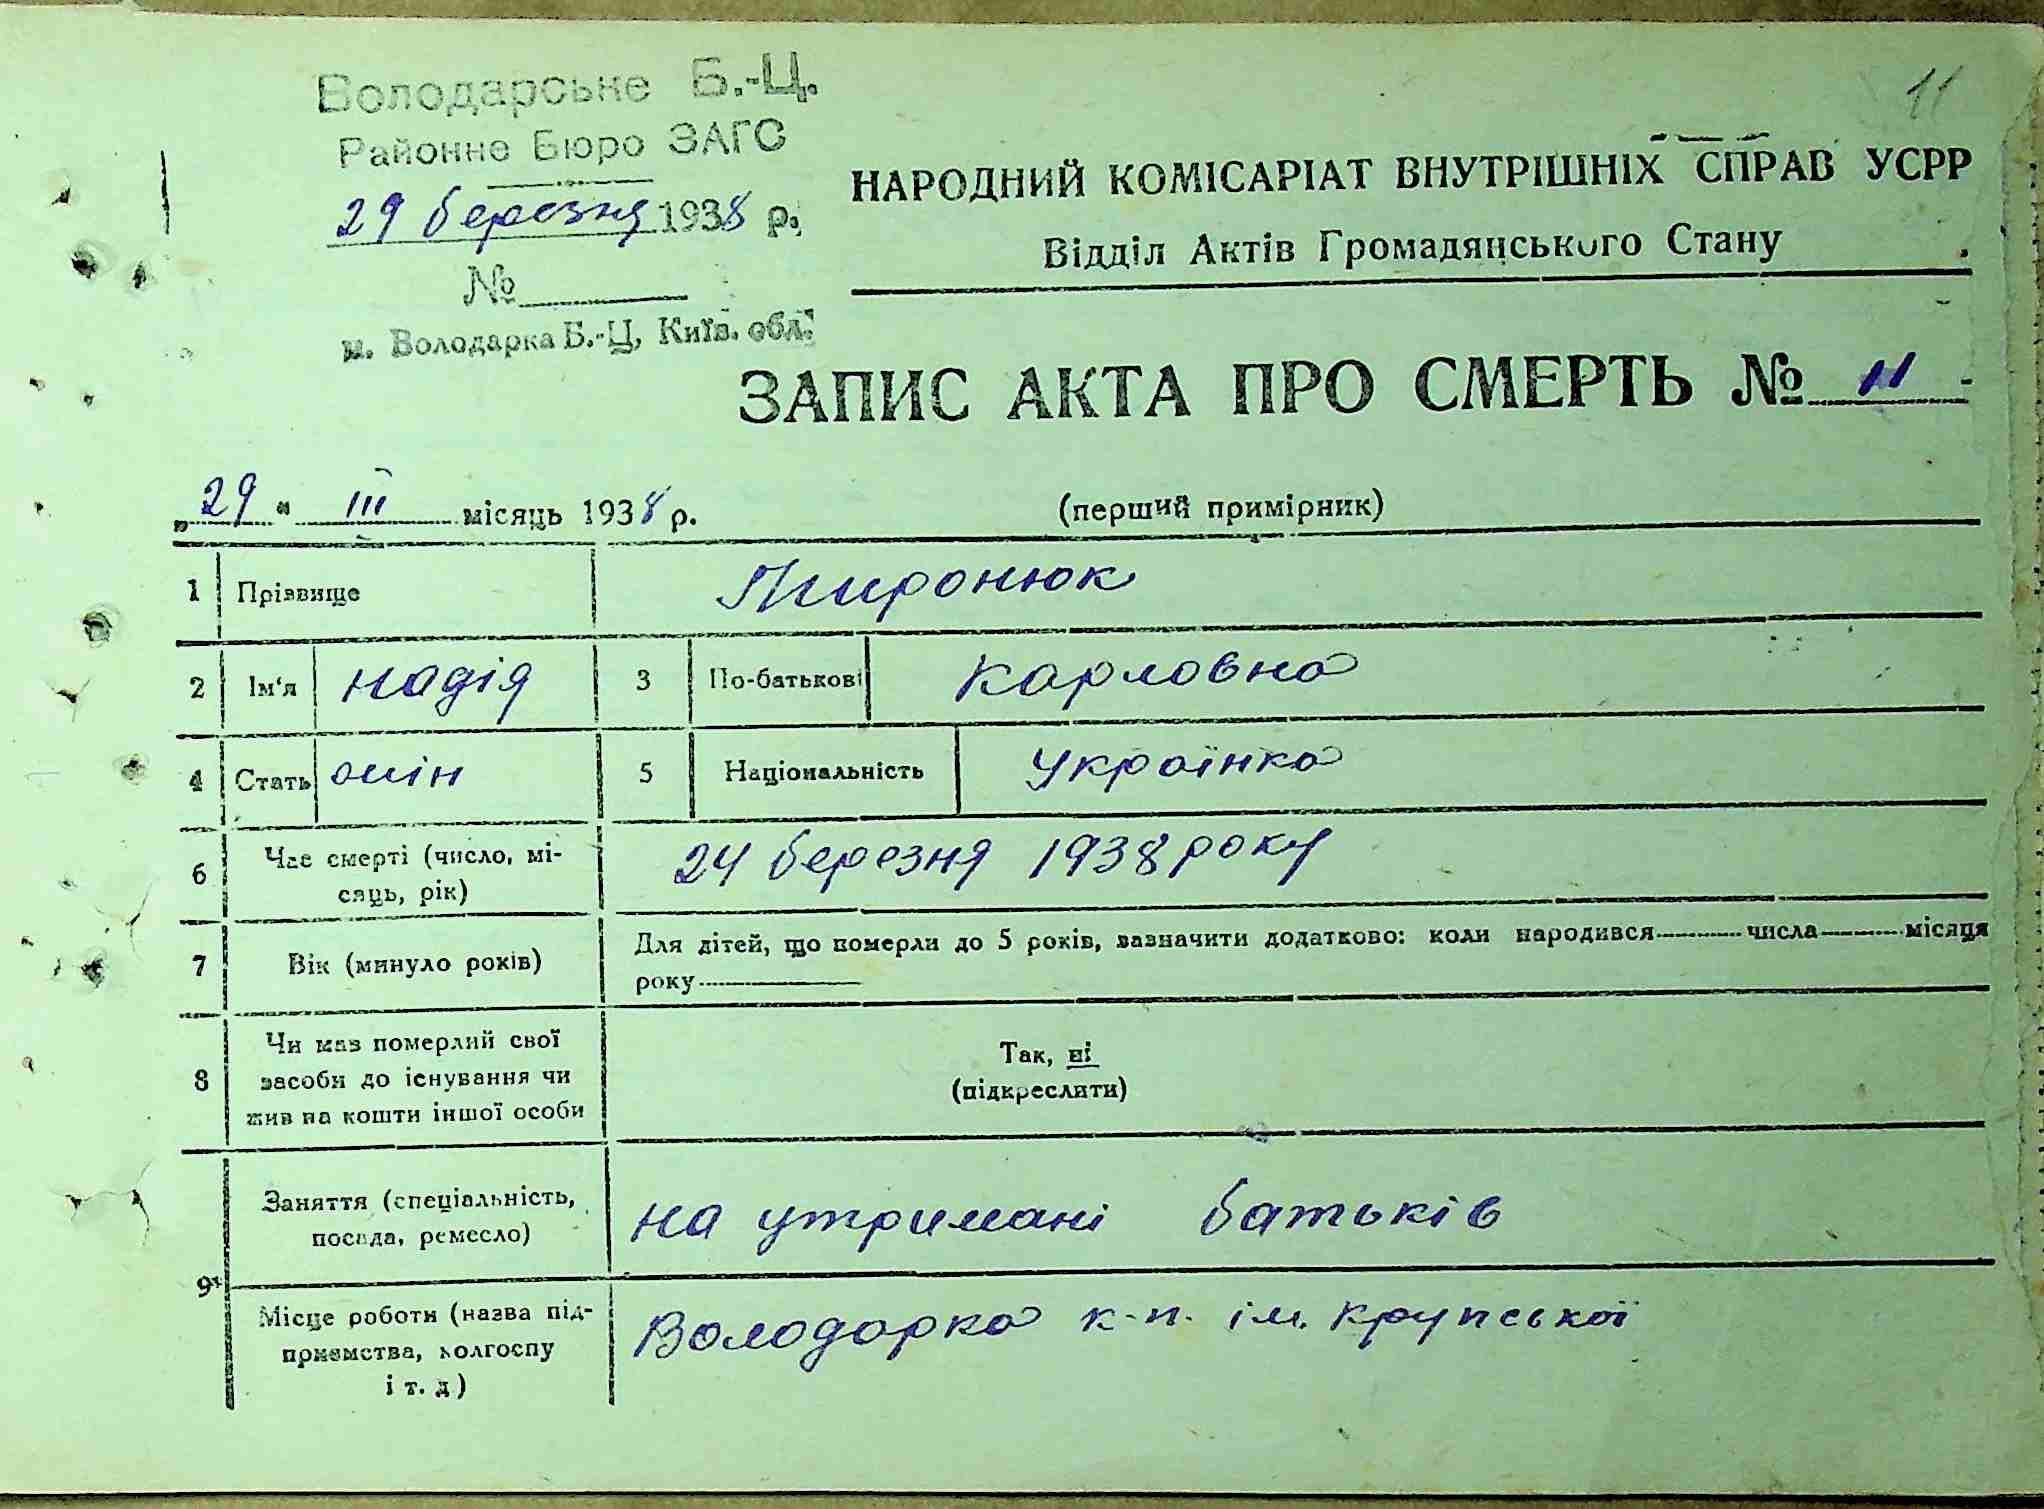 11
Володарське Б.-Ц.
Районне Бюро ЗАГС
29 березня 1938 р.
№
м. Володарка Б.-Ц, Київ. обл.
НАРОДНИЙ КОМІСАРІАТ ВНУТРІШНІХ СПРАВ УСРР
Відділ Актів Громадянського Стану
ЗАПИС АКТА ПРО СМЕРТЬ № 11
„29“ III місяць 1938 р. (перший примірник)
1 Прізвище Миронюк
2 Ім'я Надія 3 По-батькові Карловна
4 Стать 5 Національність Українка
6 Час смерті (число, мі-
сяць, рік) 24 березня 1938 року
7 Вік (минуло років) Для дітей, що померли до 5 років, зазначити додатково: коли народився числа місяця
року
8 Чи мав померлий свої
засоби до існування чи
жив на кошти іншої особи
Так, ні
(підкреслити)
9 Заняття (спеціальність,
посада, ремесло) на утримані батьків
Місце роботи (назва під-
приємства, колгоспу
і т. д) Володарка к-п. ім. Крупської